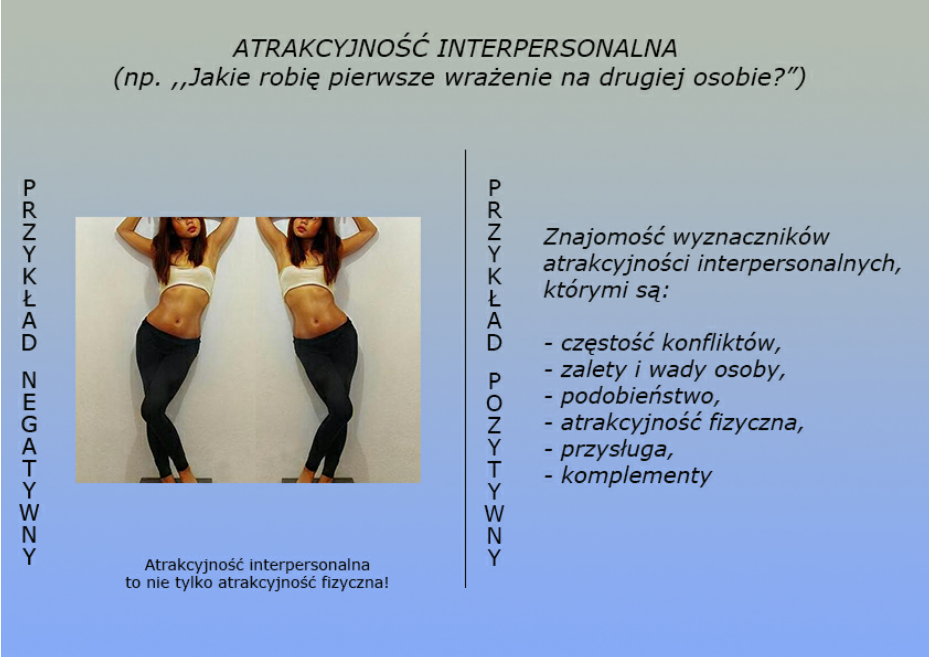 ATRAKCYJNOŚĆ INTERPERSONALNA
(np. ,,Jakie robię pierwsze wrażenie na drugiej osobie?”)
PRZYKŁAD NEGATYWNY
Atrakcyjność interpersonalna
to nie tylko atrakcyjność fizyczna!
PRZYKŁAD POZYTYWNY
Znajomość wyznaczników
atrakcyjności interpersonalnych,
którymi są:
- częstość konfliktów,
- zalety i wady osoby,
- podobieństwo,
- atrakcyjność fizyczna,
- przysługa,
- komplementy